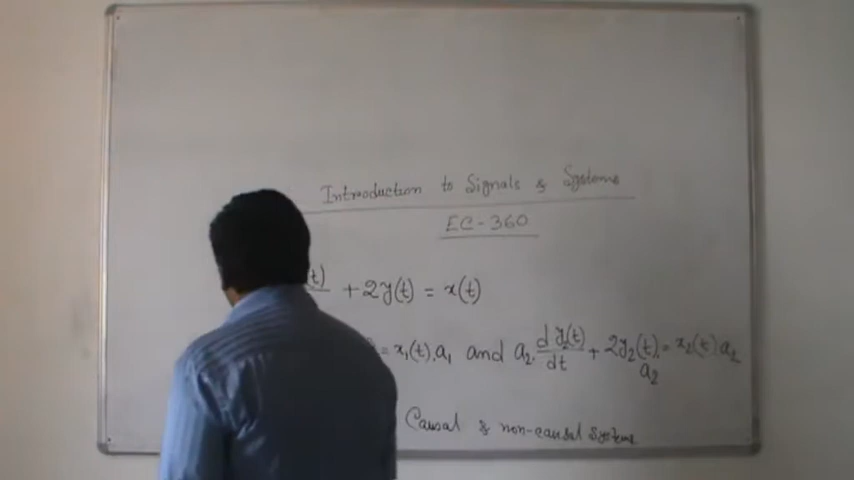 Introduction to Signals & Systems
EC-360
(t) + 2y(t) = x(t)
= x₁(t).a₁ and a₂ d y₂(t)/dt + 2y₂(t).a₂ = x₂(t) a₂
Causal & non-causal Systems